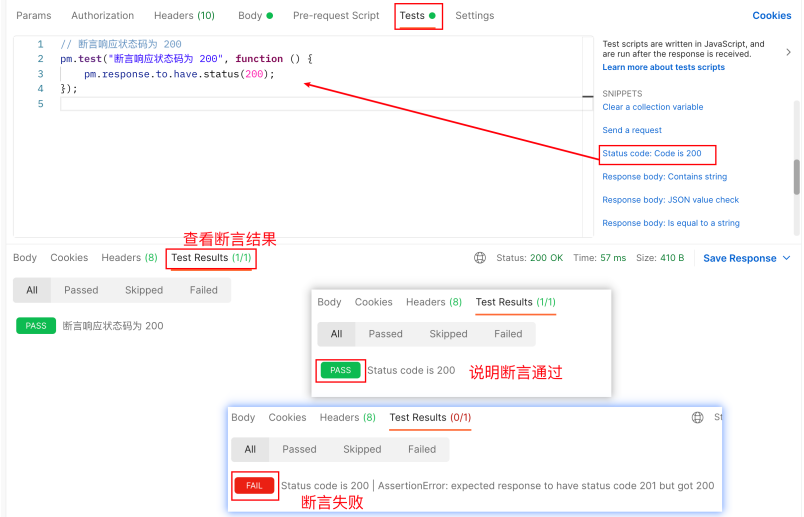 Params Authorization Headers (10) Body Pre-request Script Tests Settings Cookies
1 // 断言响应状态码为 200
2 pm.test("断言响应状态码为 200", function () {
3 pm.response.to.have.status(200);
4 });
5
Test scripts are written in JavaScript, and
are run after the response is received.
Learn more about tests scripts
SNIPPETS
Clear a collection variable
Send a request
Status code: Code is 200
Response body: Contains string
Response body: JSON value check
Response body: Is equal to a string
查看断言结果
Body Cookies Headers (8) Test Results (1/1) Status: 200 OK Time: 57 ms Size: 410 B Save Response
All Passed Skipped Failed
PASS 断言响应状态码为 200
Body Cookies Headers (8) Test Results (1/1)
All Passed Skipped Failed
PASS Status code is 200 说明断言通过
Body Cookies Headers (8) Test Results (0/1) St
All Passed Skipped Failed
FAIL Status code is 200 | AssertionError: expected response to have status code 201 but got 200
断言失败